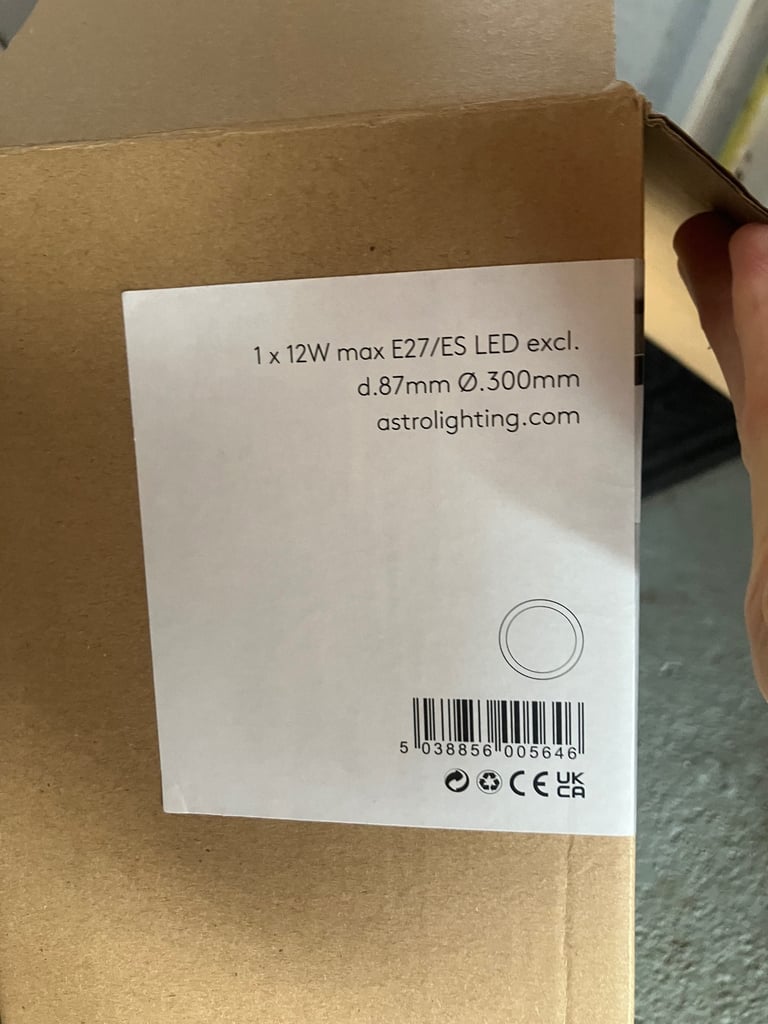 1 x 12W max E27/ES LED excl.
d.87mm Ø.300mm
astrolighting.com
5 038856 005646
CE UK
CA